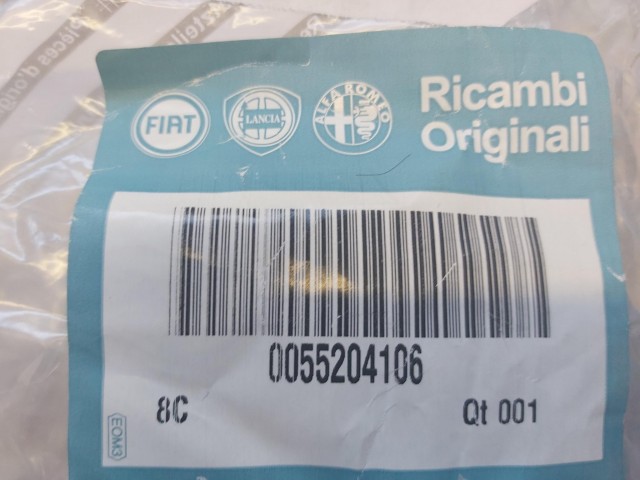 FIAT
LANCIA
ALFA ROMEO
Ricambi
Originali
0055204106
8C
Qt 001
EOM3